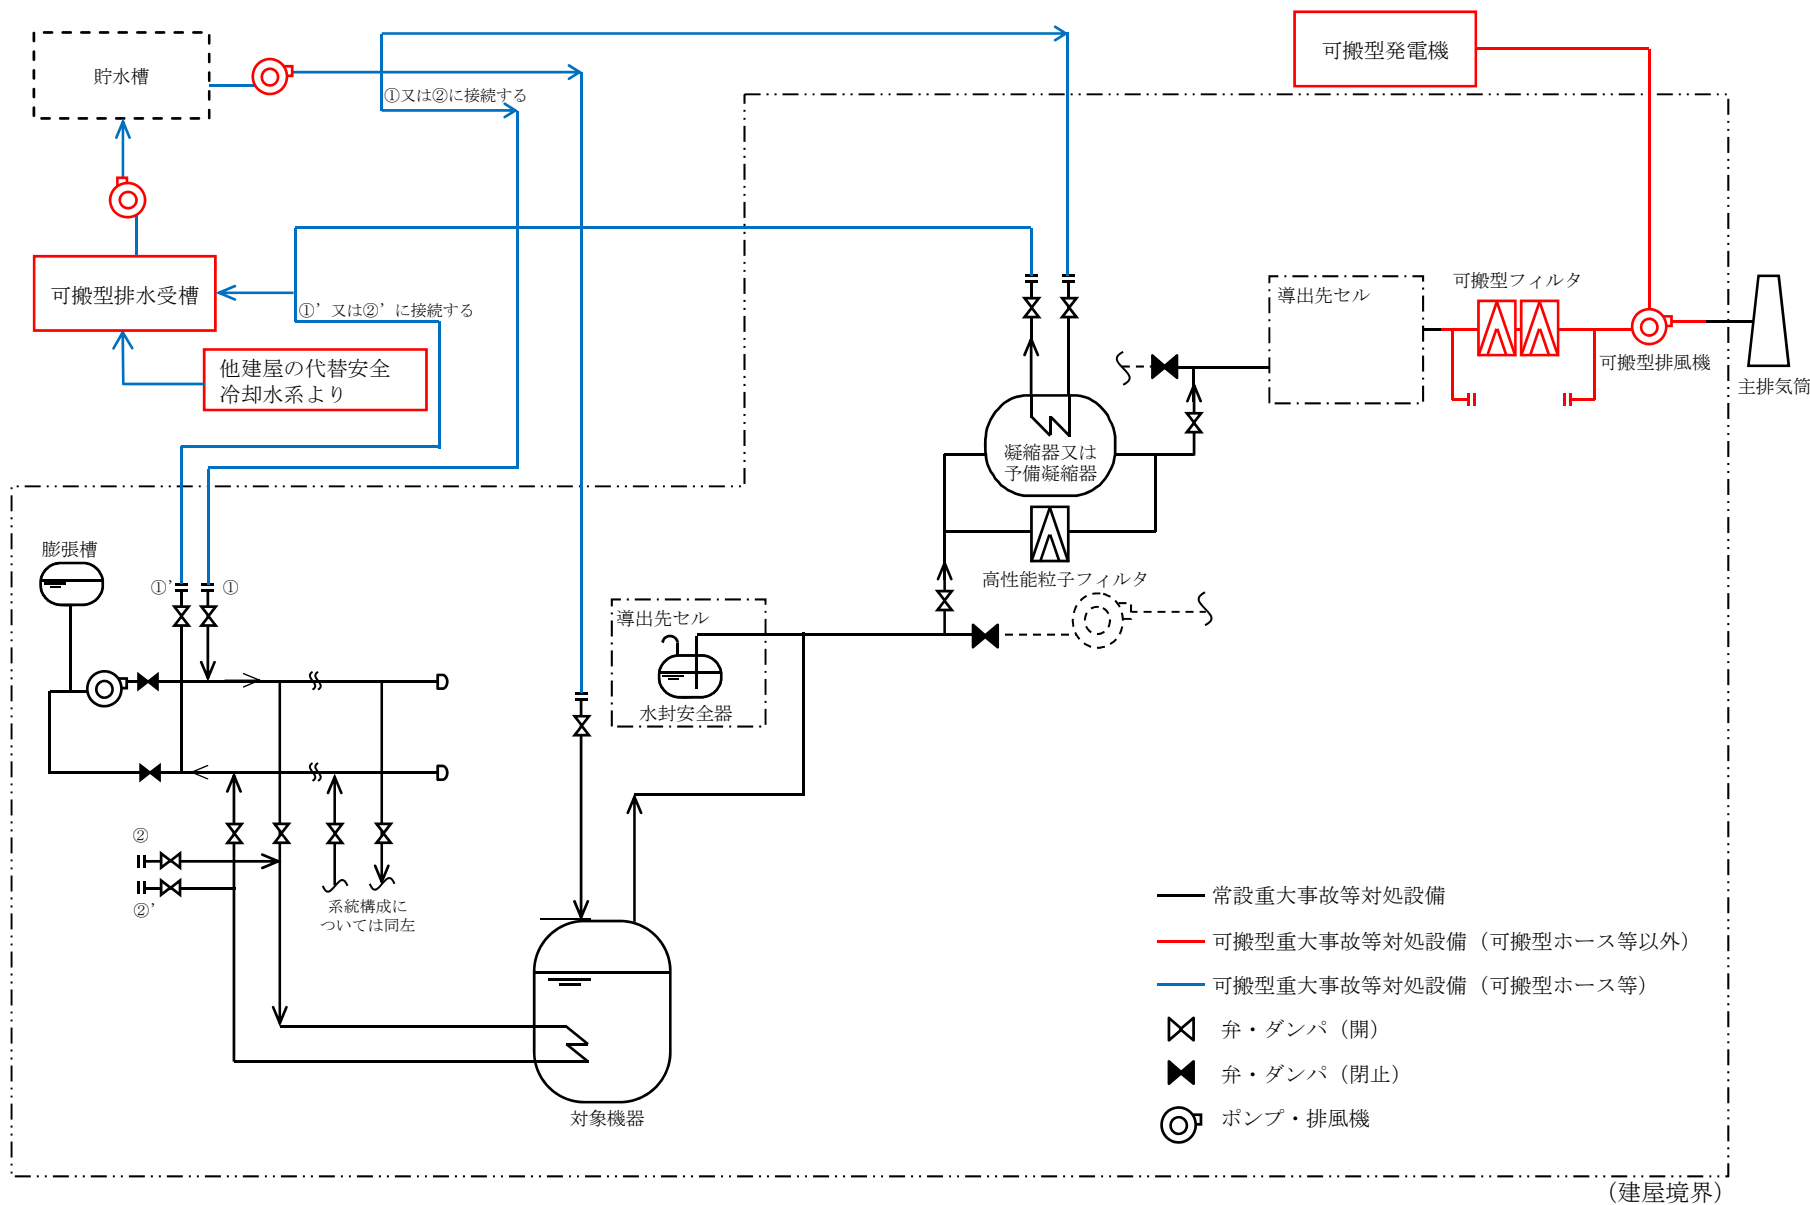 可搬型発電機
貯水槽
①又は②に接続する
可搬型排水受槽
①’又は②’に接続する
導出先セル
可搬型フィルタ
可搬型排風機
主排気筒
他建屋の代替安全
冷却水系より
凝縮器又は
予備凝縮器
膨張槽
①’
①
高性能粒子フィルタ
導出先セル
水封安全器
②
②’
系統構成に
ついては同左
対象機器
常設重大事故等対処設備
可搬型重大事故等対処設備（可搬型ホース等以外）
可搬型重大事故等対処設備（可搬型ホース等）
弁・ダンパ（開）
弁・ダンパ（閉止）
ポンプ・排風機
（建屋境界）